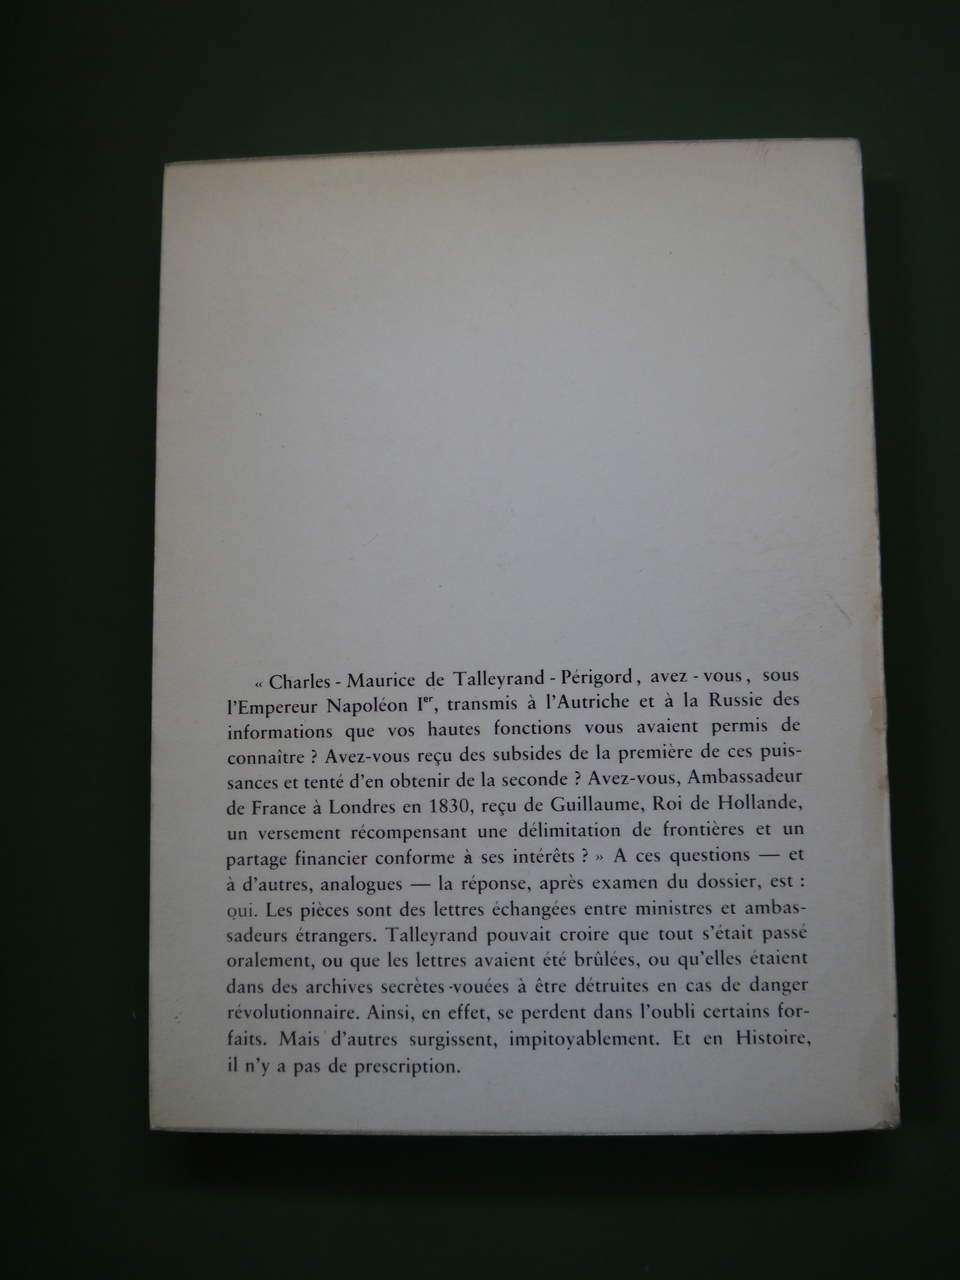 « Charles - Maurice de Talleyrand - Périgord, avez - vous, sous
l'Empereur Napoléon Ier, transmis à l'Autriche et à la Russie des
informations que vos hautes fonctions vous avaient permis de
connaître ? Avez-vous reçu des subsides de la première de ces puis-
sances et tenté d'en obtenir de la seconde ? Avez-vous, Ambassadeur
de France à Londres en 1830, reçu de Guillaume, Roi de Hollande,
un versement récompensant une délimitation de frontières et un
partage financier conforme à ses intérêts ? » A ces questions — et
à d'autres, analogues — la réponse, après examen du dossier, est :
oui. Les pièces sont des lettres échangées entre ministres et ambas-
sadeurs étrangers. Talleyrand pouvait croire que tout s'était passé
oralement, ou que les lettres avaient été brûlées, ou qu'elles étaient
dans des archives secrètes -vouées à être détruites en cas de danger
révolutionnaire. Ainsi, en effet, se perdent dans l'oubli certains for-
faits. Mais d'autres surgissent, impitoyablement. Et en Histoire,
il n'y a pas de prescription.